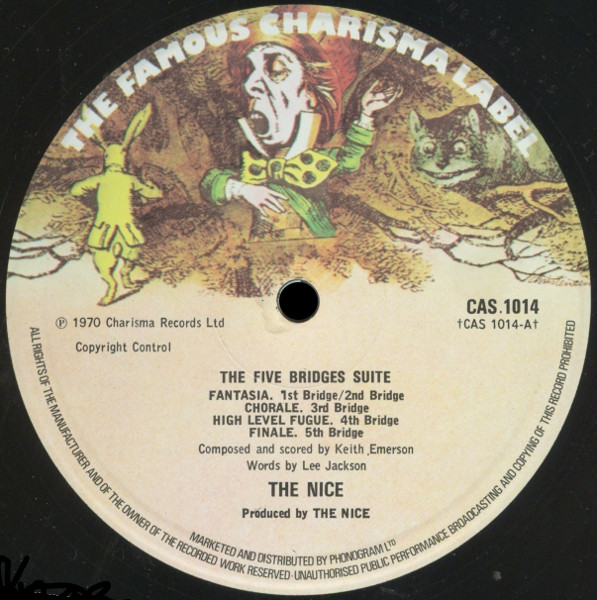 THE FAMOUS CHARISMA LABEL
CAS.1014
℗ 1970 Charisma Records Ltd
†CAS 1014-A†
Copyright Control
THE FIVE BRIDGES SUITE
FANTASIA. 1st Bridge/2nd Bridge
CHORALE. 3rd Bridge
HIGH LEVEL FUGUE. 4th Bridge
FINALE. 5th Bridge
Composed and scored by Keith Emerson
Words by Lee Jackson
THE NICE
Produced by THE NICE
MARKETED AND DISTRIBUTED BY PHONOGRAM LTD
ALL RIGHTS OF THE MANUFACTURER AND OF THE OWNER OF THE RECORDED WORK RESERVED · UNAUTHORISED PUBLIC PERFORMANCE BROADCASTING AND COPYING OF THIS RECORD PROHIBITED